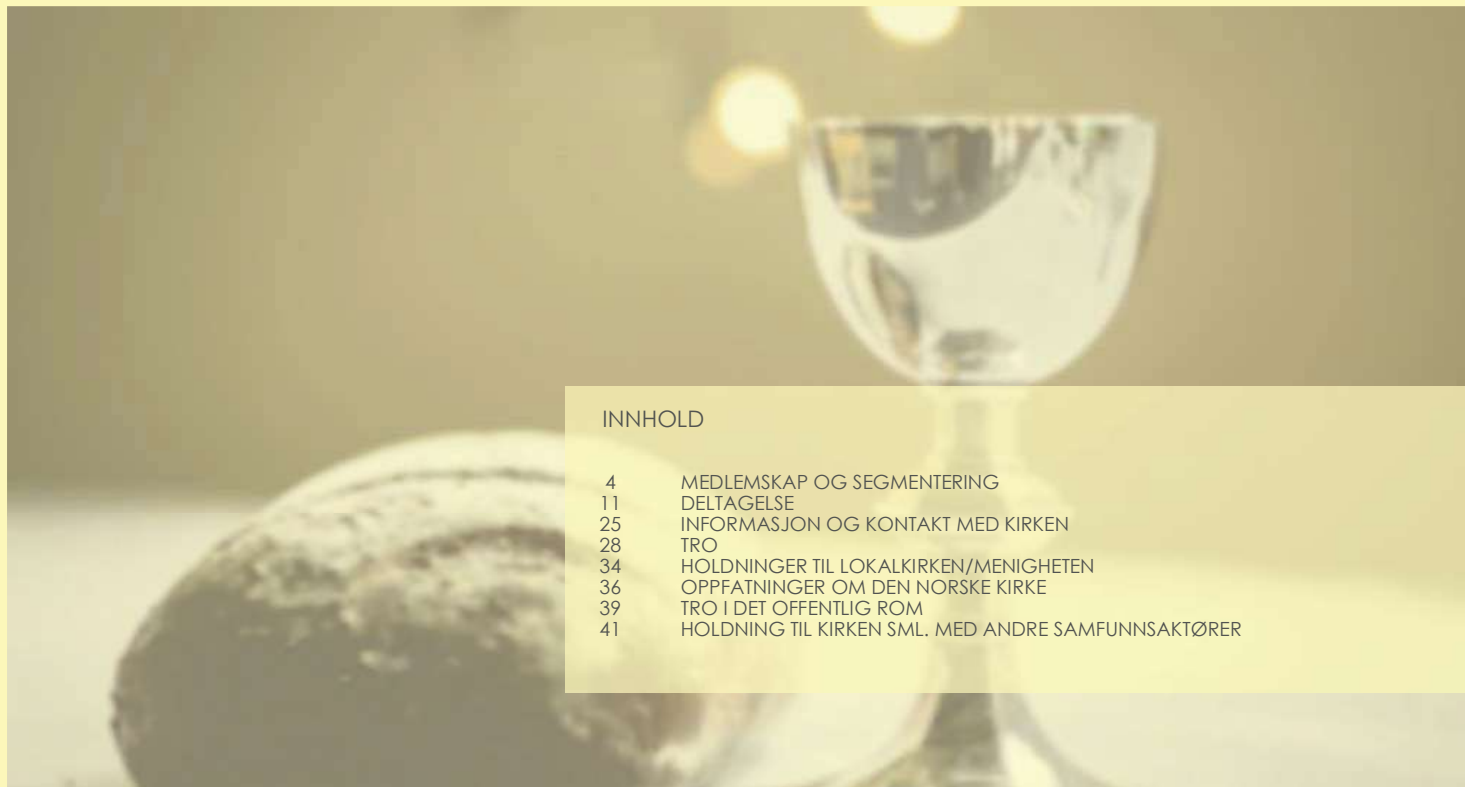 INNHOLD
4 MEDLEMSKAP OG SEGMENTERING
11 DELTAGELSE
25 INFORMASJON OG KONTAKT MED KIRKEN
28 TRO
34 HOLDNINGER TIL LOKALKIRKEN/MENIGHETEN
36 OPPFATNINGER OM DEN NORSKE KIRKE
39 TRO I DET OFFENTLIG ROM
41 HOLDNING TIL KIRKEN SML. MED ANDRE SAMFUNNSAKTØRER